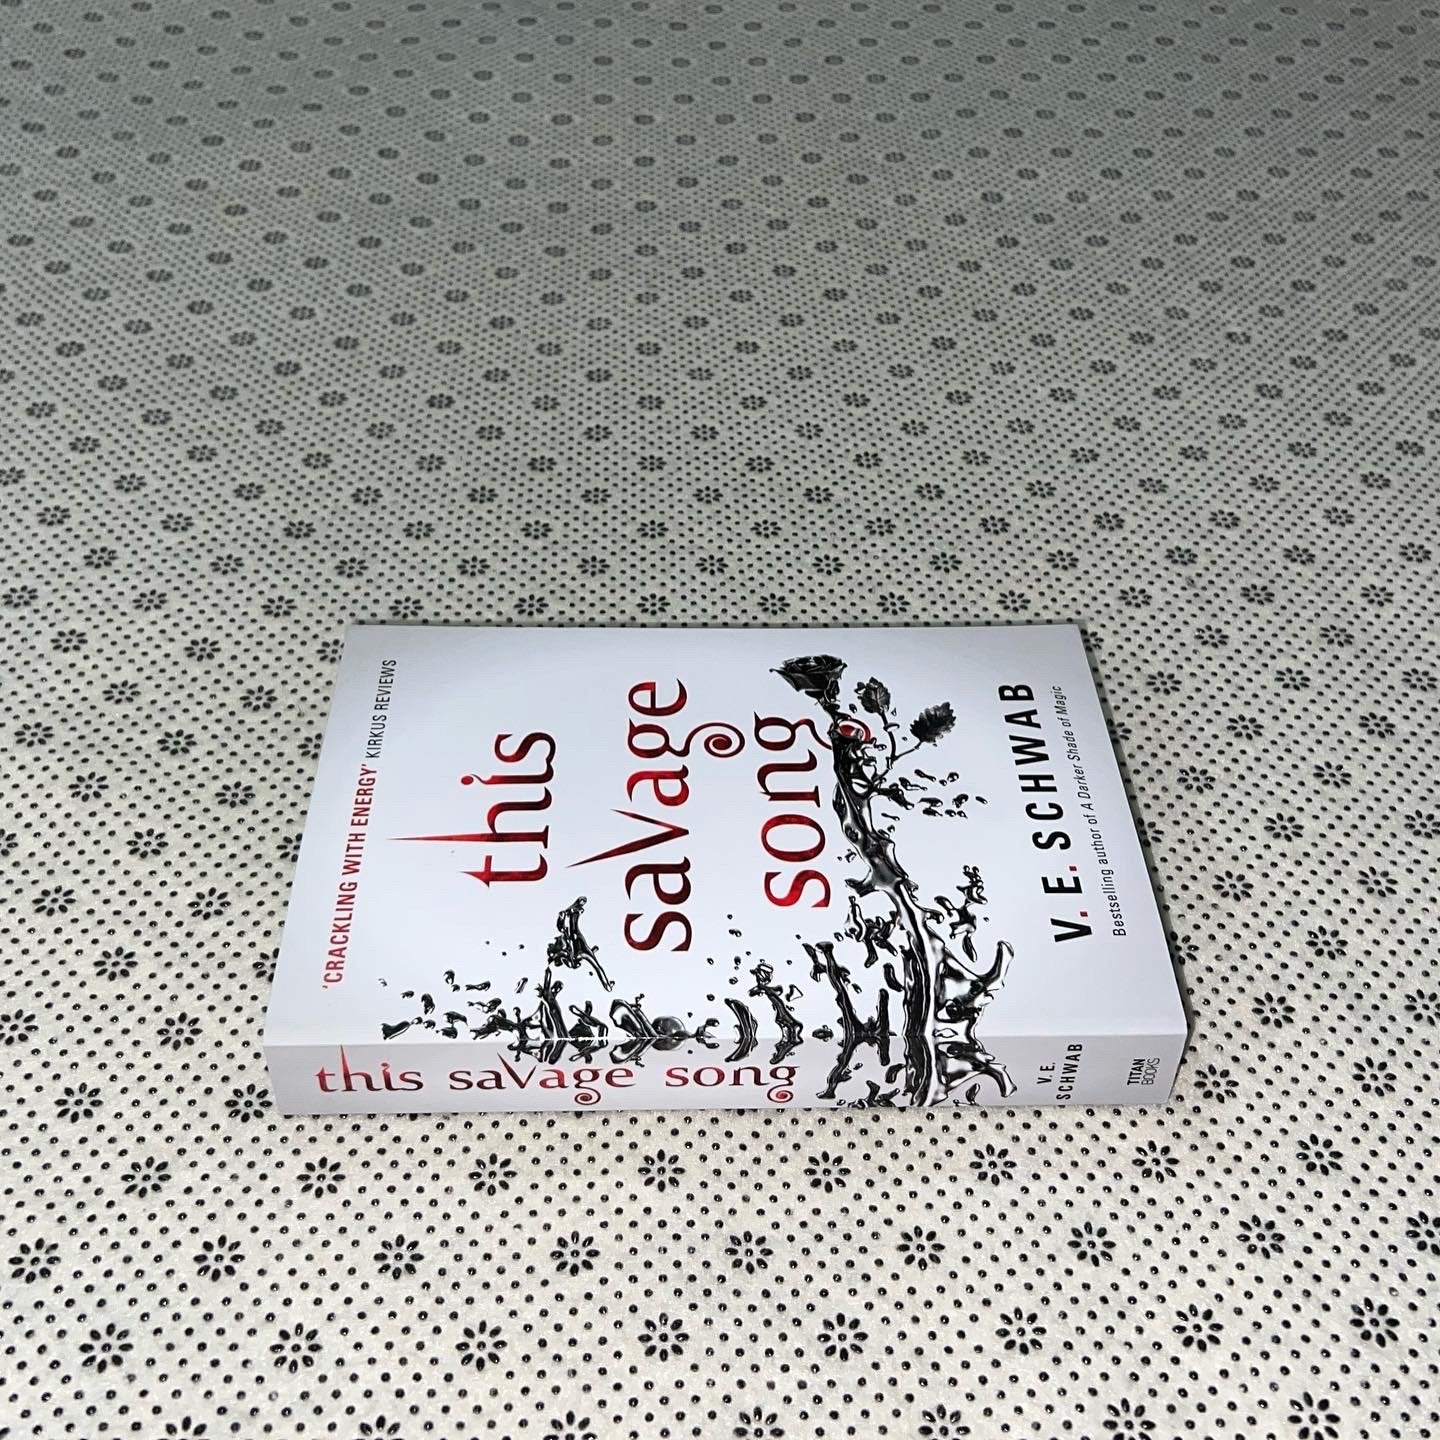 'CRACKLING WITH ENERGY' KIRKUS REVIEWS
this
savage
song
V. E. SCHWAB
Bestselling author of A Darker Shade of Magic
this savage song
V. E.
SCHWAB
TITAN
BOOKS